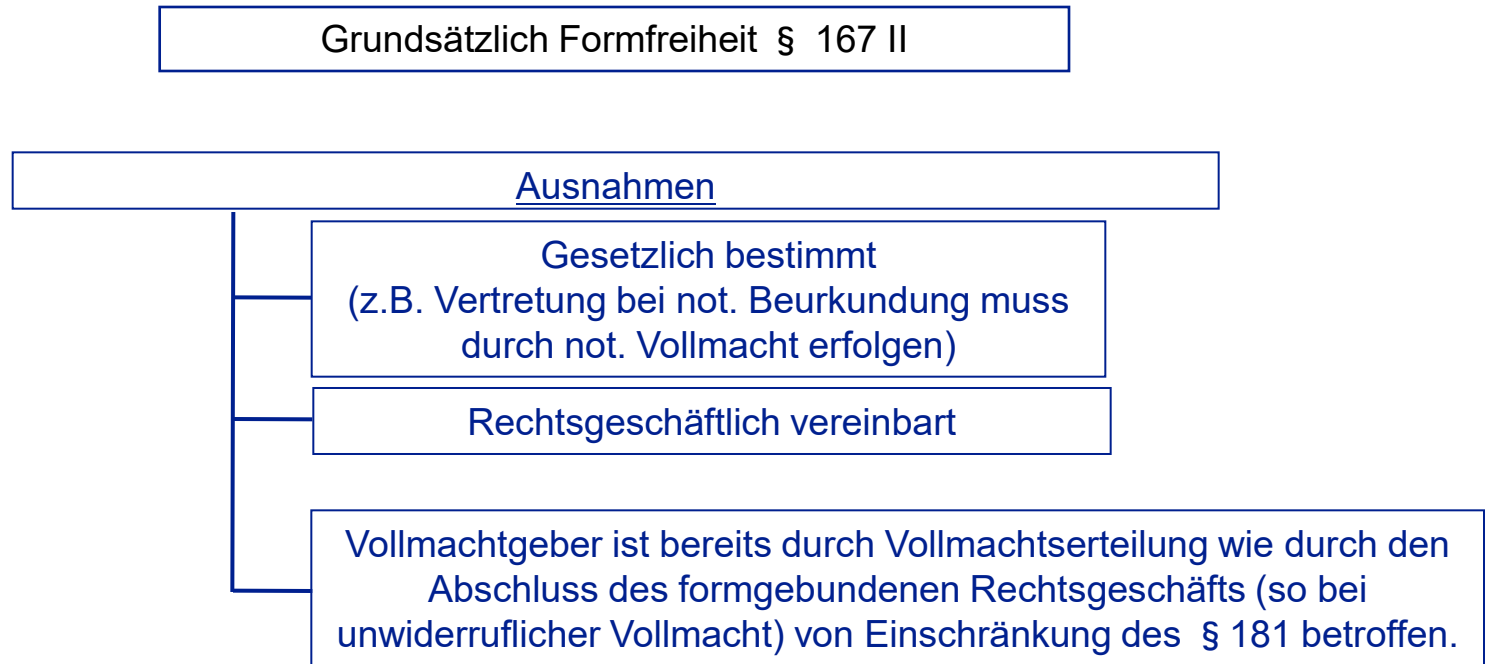 Grundsätzlich Formfreiheit § 167 II
Ausnahmen
Gesetzlich bestimmt
(z.B. Vertretung bei not. Beurkundung muss
durch not. Vollmacht erfolgen)
Rechtsgeschäftlich vereinbart
Vollmachtgeber ist bereits durch Vollmachtserteilung wie durch den
Abschluss des formgebundenen Rechtsgeschäfts (so bei
unwiderruflicher Vollmacht) von Einschränkung des § 181 betroffen.